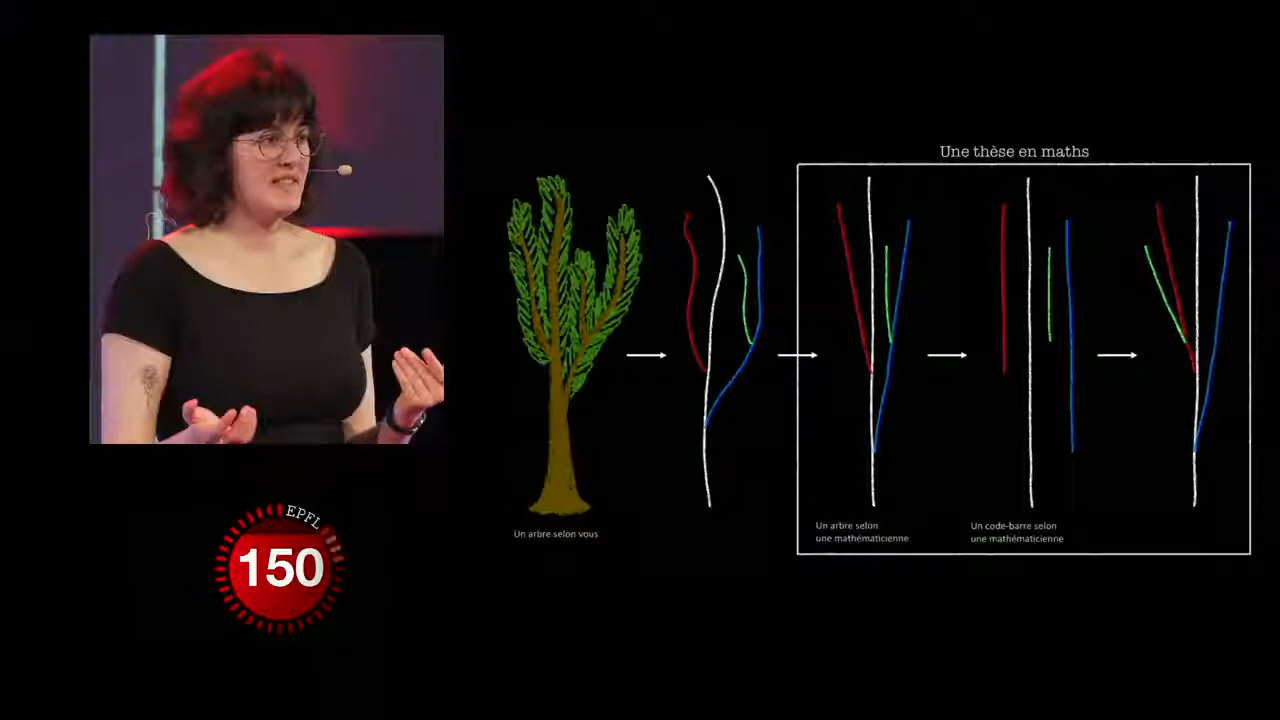 Une thèse en maths
Un arbre selon vous
Un arbre selon
une mathématicienne
Un code-barre selon
une mathématicienne
EPFL
150